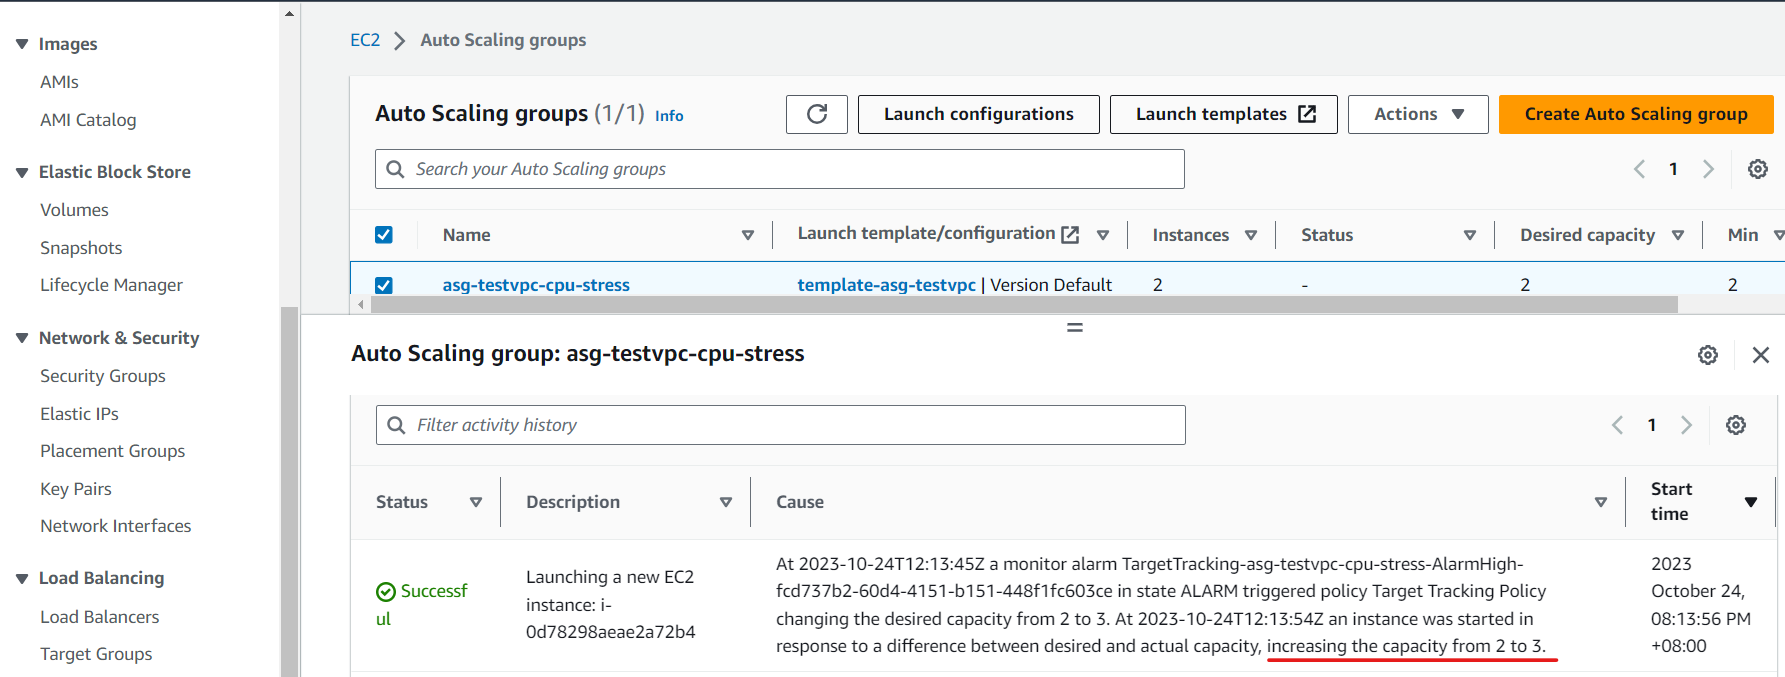 Images
AMIs
AMI Catalog
Elastic Block Store
Volumes
Snapshots
Lifecycle Manager
Network & Security
Security Groups
Elastic IPs
Placement Groups
Key Pairs
Network Interfaces
Load Balancing
Load Balancers
Target Groups
EC2 > Auto Scaling groups
Auto Scaling groups (1/1) Info
Launch configurations
Launch templates
Actions
Create Auto Scaling group
Search your Auto Scaling groups
1
Name Launch template/configuration Instances Status Desired capacity Min
asg-testvpc-cpu-stress template-asg-testvpc | Version Default 2 - 2 2
Auto Scaling group: asg-testvpc-cpu-stress
Filter activity history
1
Status Description Cause Start
time
Successf
ul
Launching a new EC2
instance: i-
0d78298aeae2a72b4
At 2023-10-24T12:13:45Z a monitor alarm TargetTracking-asg-testvpc-cpu-stress-AlarmHigh-
fcd737b2-60d4-4151-b151-448f1fc603ce in state ALARM triggered policy Target Tracking Policy
changing the desired capacity from 2 to 3. At 2023-10-24T12:13:54Z an instance was started in
response to a difference between desired and actual capacity, increasing the capacity from 2 to 3.
2023
October 24,
08:13:56 PM
+08:00